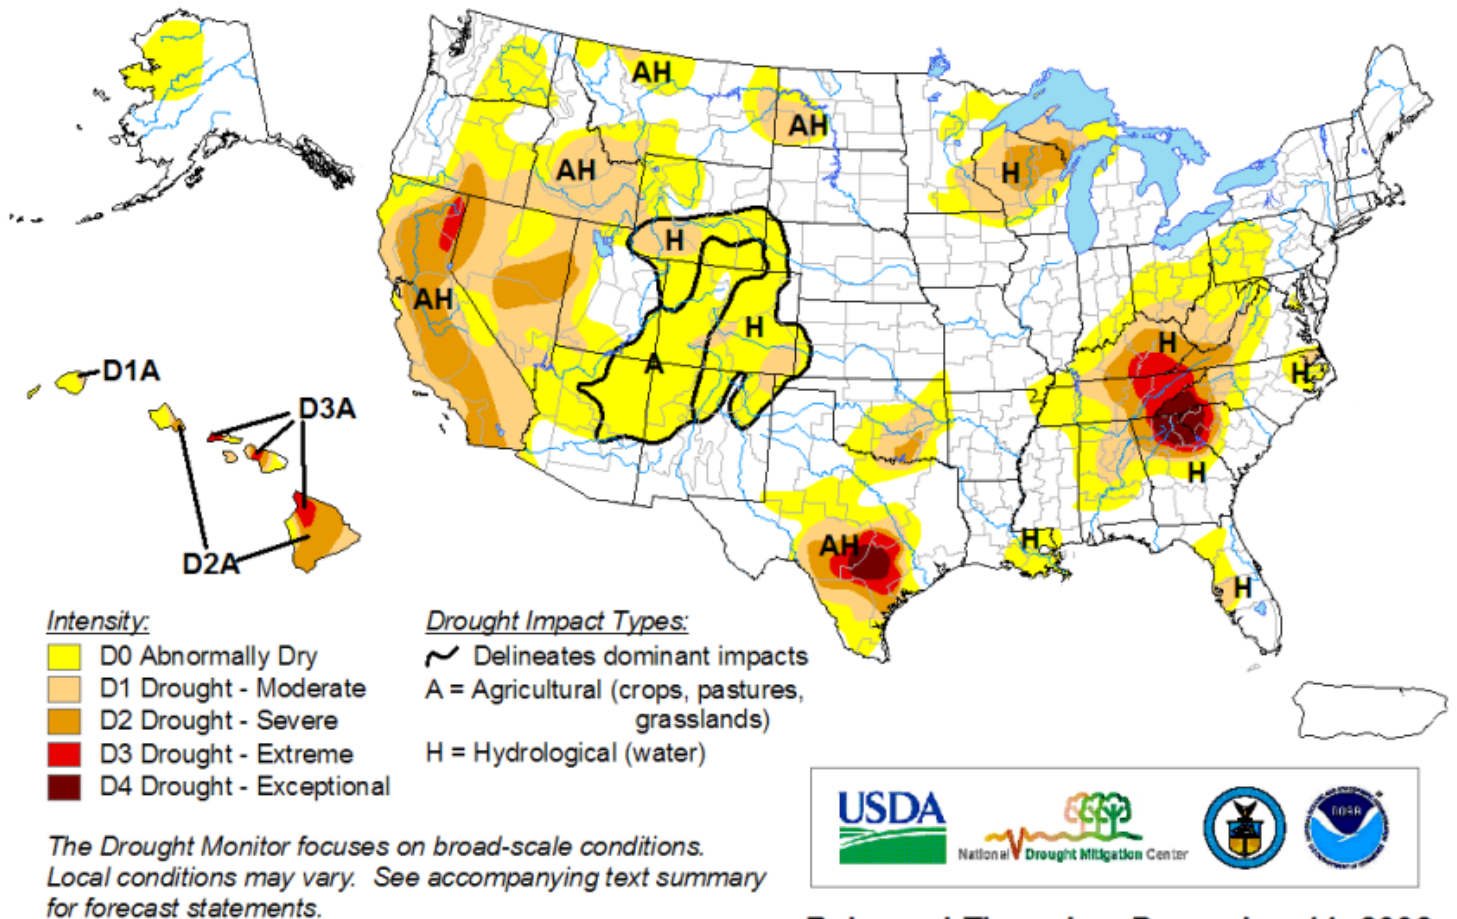 AH
AH
AH
H
H
AH
H
A
H
H
H
D1A
D3A
D2A
AH
H
H
Intensity:
D0 Abnormally Dry
D1 Drought - Moderate
D2 Drought - Severe
D3 Drought - Extreme
D4 Drought - Exceptional
Drought Impact Types:
Delineates dominant impacts
A = Agricultural (crops, pastures,
grasslands)
H = Hydrological (water)
The Drought Monitor focuses on broad-scale conditions.
Local conditions may vary. See accompanying text summary
for forecast statements.
USDA
National Drought Mitigation Center
NOAA